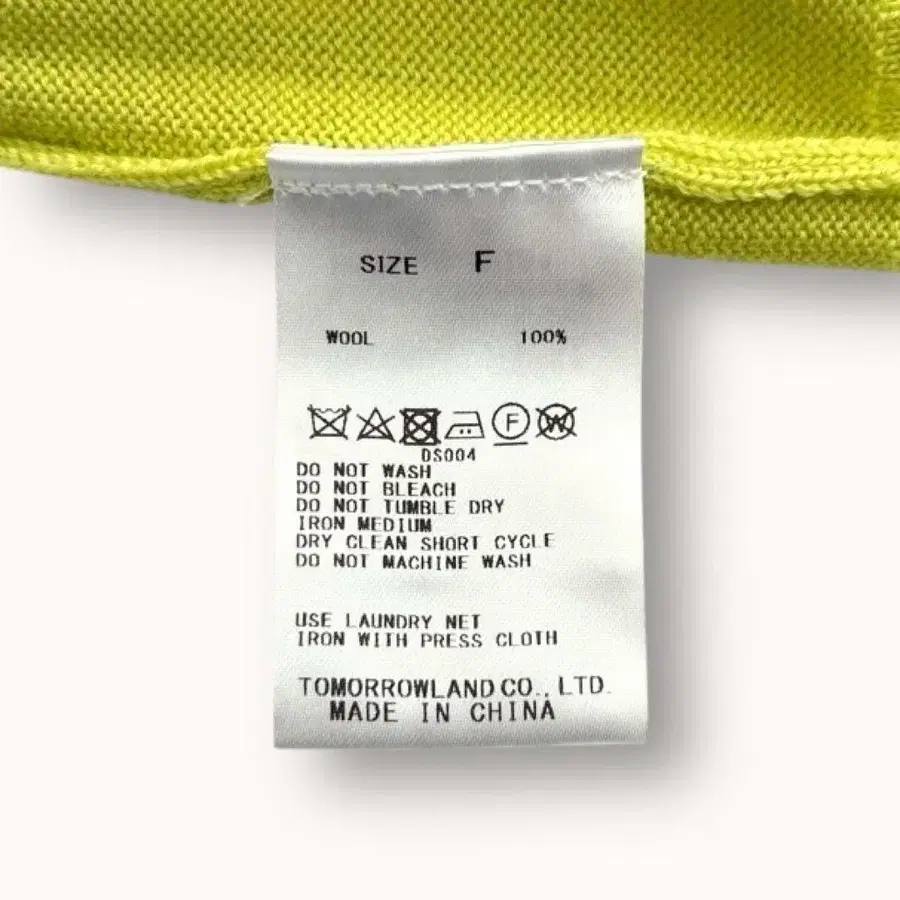 SIZE F
WOOL 100%
F W
DS004
DO NOT WASH
DO NOT BLEACH
DO NOT TUMBLE DRY
IRON MEDIUM
DRY CLEAN SHORT CYCLE
DO NOT MACHINE WASH
USE LAUNDRY NET
IRON WITH PRESS CLOTH
TOMORROWLAND CO., LTD.
MADE IN CHINA